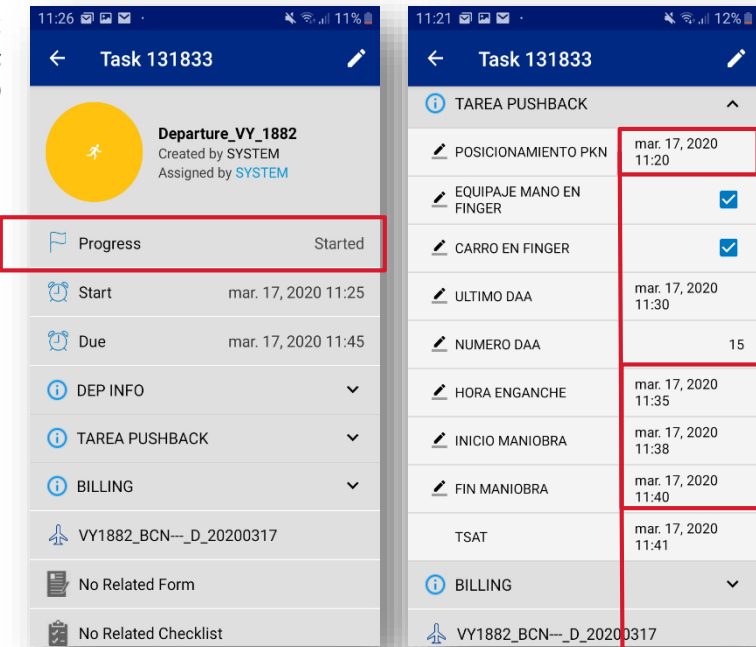 11:26 11%
Task 131833
Departure_VY_1882
Created by SYSTEM
Assigned by SYSTEM
Progress Started
Start mar. 17, 2020 11:25
Due mar. 17, 2020 11:45
DEP INFO
TAREA PUSHBACK
BILLING
VY1882_BCN---_D_20200317
No Related Form
No Related Checklist
11:21 12%
Task 131833
TAREA PUSHBACK
POSICIONAMIENTO PKN mar. 17, 2020
11:20
EQUIPAJE MANO EN
FINGER
CARRO EN FINGER
ULTIMO DAA mar. 17, 2020
11:30
NUMERO DAA 15
HORA ENGANCHE mar. 17, 2020
11:35
INICIO MANIOBRA mar. 17, 2020
11:38
FIN MANIOBRA mar. 17, 2020
11:40
TSAT mar. 17, 2020
11:41
BILLING
VY1882_BCN---_D_20200317